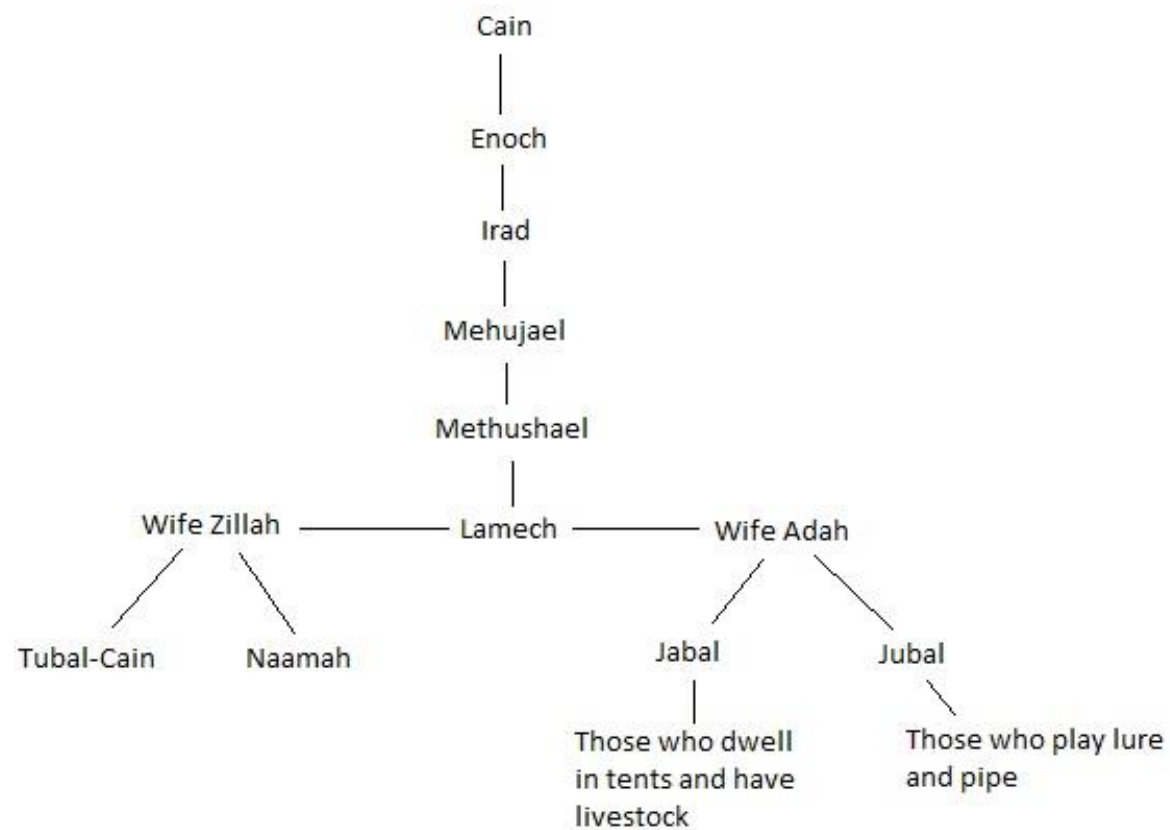 Cain
Enoch
Irad
Mehujael
Methushael
Wife Zillah
Lamech
Wife Adah
Tubal-Cain
Naamah
Jabal
Jubal
Those who dwell
in tents and have
livestock
Those who play lure
and pipe